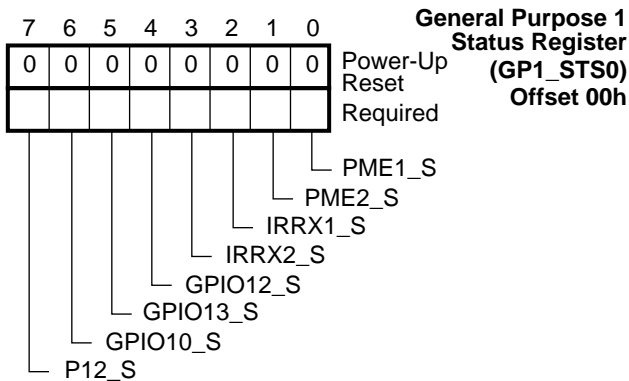 General Purpose 1
Status Register
(GP1_STS0)
Offset 00h
7 6 5 4 3 2 1 0
0 0 0 0 0 0 0 0 Power-Up
Reset
Required
PME1_S
PME2_S
IRRX1_S
IRRX2_S
GPIO12_S
GPIO13_S
GPIO10_S
P12_S